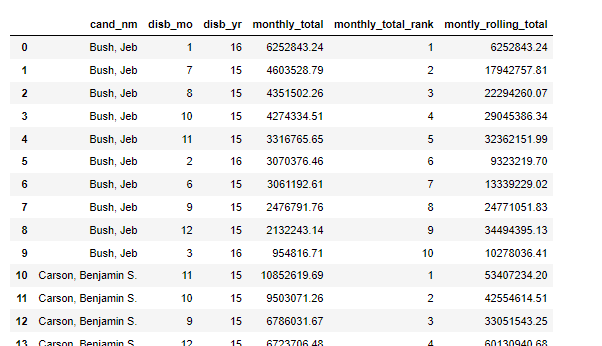 cand_nm disb_mo disb_yr monthly_total monthly_total_rank montly_rolling_total
0 Bush, Jeb 1 16 6252843.24 1 6252843.24
1 Bush, Jeb 7 15 4603528.79 2 17942757.81
2 Bush, Jeb 8 15 4351502.26 3 22294260.07
3 Bush, Jeb 10 15 4274334.51 4 29045386.34
4 Bush, Jeb 11 15 3316765.65 5 32362151.99
5 Bush, Jeb 2 16 3070376.46 6 9323219.70
6 Bush, Jeb 6 15 3061192.61 7 13339229.02
7 Bush, Jeb 9 15 2476791.76 8 24771051.83
8 Bush, Jeb 12 15 2132243.14 9 34494395.13
9 Bush, Jeb 3 16 954816.71 10 10278036.41
10 Carson, Benjamin S. 11 15 10852619.69 1 53407234.20
11 Carson, Benjamin S. 10 15 9503071.26 2 42554614.51
12 Carson, Benjamin S. 9 15 6786031.67 3 33051543.25
13 Carson, Benjamin S. 12 15 6723706.48 4 60130940.68